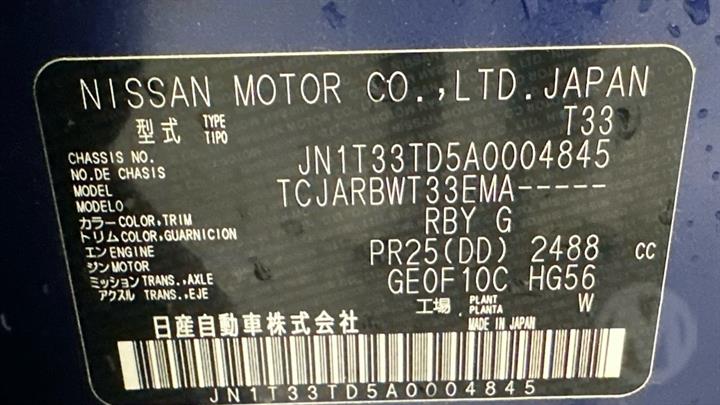 NISSAN MOTOR CO.,LTD.JAPAN
型式 TYPE TIPO T33
CHASSIS NO. NO.DE CHASIS JN1T33TD5A0004845
MODEL MODELO TCJARBWT33EMA-----
カラー COLOR,TRIM トリム COLOR,GUARNICION RBY G
エン ENGINE ジン MOTOR PR25(DD) 2488 cc
ミッション TRANS.,AXLE アクスル TRANS.,EJE GE0F10C HG56
工場. PLANT PLANTA W
日産自動車株式会社 MADE IN JAPAN
JN1T33TD5A0004845